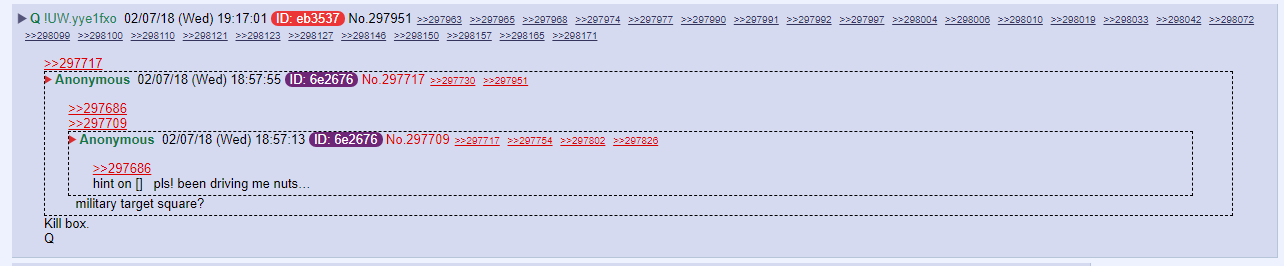 ▶ Q !UW.yye1fxo 02/07/18 (Wed) 19:17:01 ID: eb3537 No.297951 >>297963 >>297965 >>297968 >>297974 >>297977 >>297990 >>297991 >>297992 >>297997 >>298004 >>298006 >>298010 >>298019 >>298033 >>298042 >>298072
>>298099 >>298100 >>298110 >>298121 >>298123 >>298127 >>298146 >>298150 >>298157 >>298165 >>298171
>>297717
▶ Anonymous 02/07/18 (Wed) 18:57:55 ID: 6e2676 No.297717 >>297730 >>297951
>>297686
>>297709
▶ Anonymous 02/07/18 (Wed) 18:57:13 ID: 6e2676 No.297709 >>297717 >>297754 >>297802 >>297826
>>297686
hint on [] pls! been driving me nuts...
military target square?
Kill box.
Q